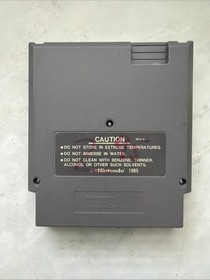 CAUTION
• DO NOT STORE IN EXTREME TEMPERATURES.
• DO NOT IMMERSE IN WATER.
• DO NOT CLEAN WITH BENZENE, THINNER,
ALCOHOL OR OTHER SUCH SOLVENTS.
Nintendo 1985